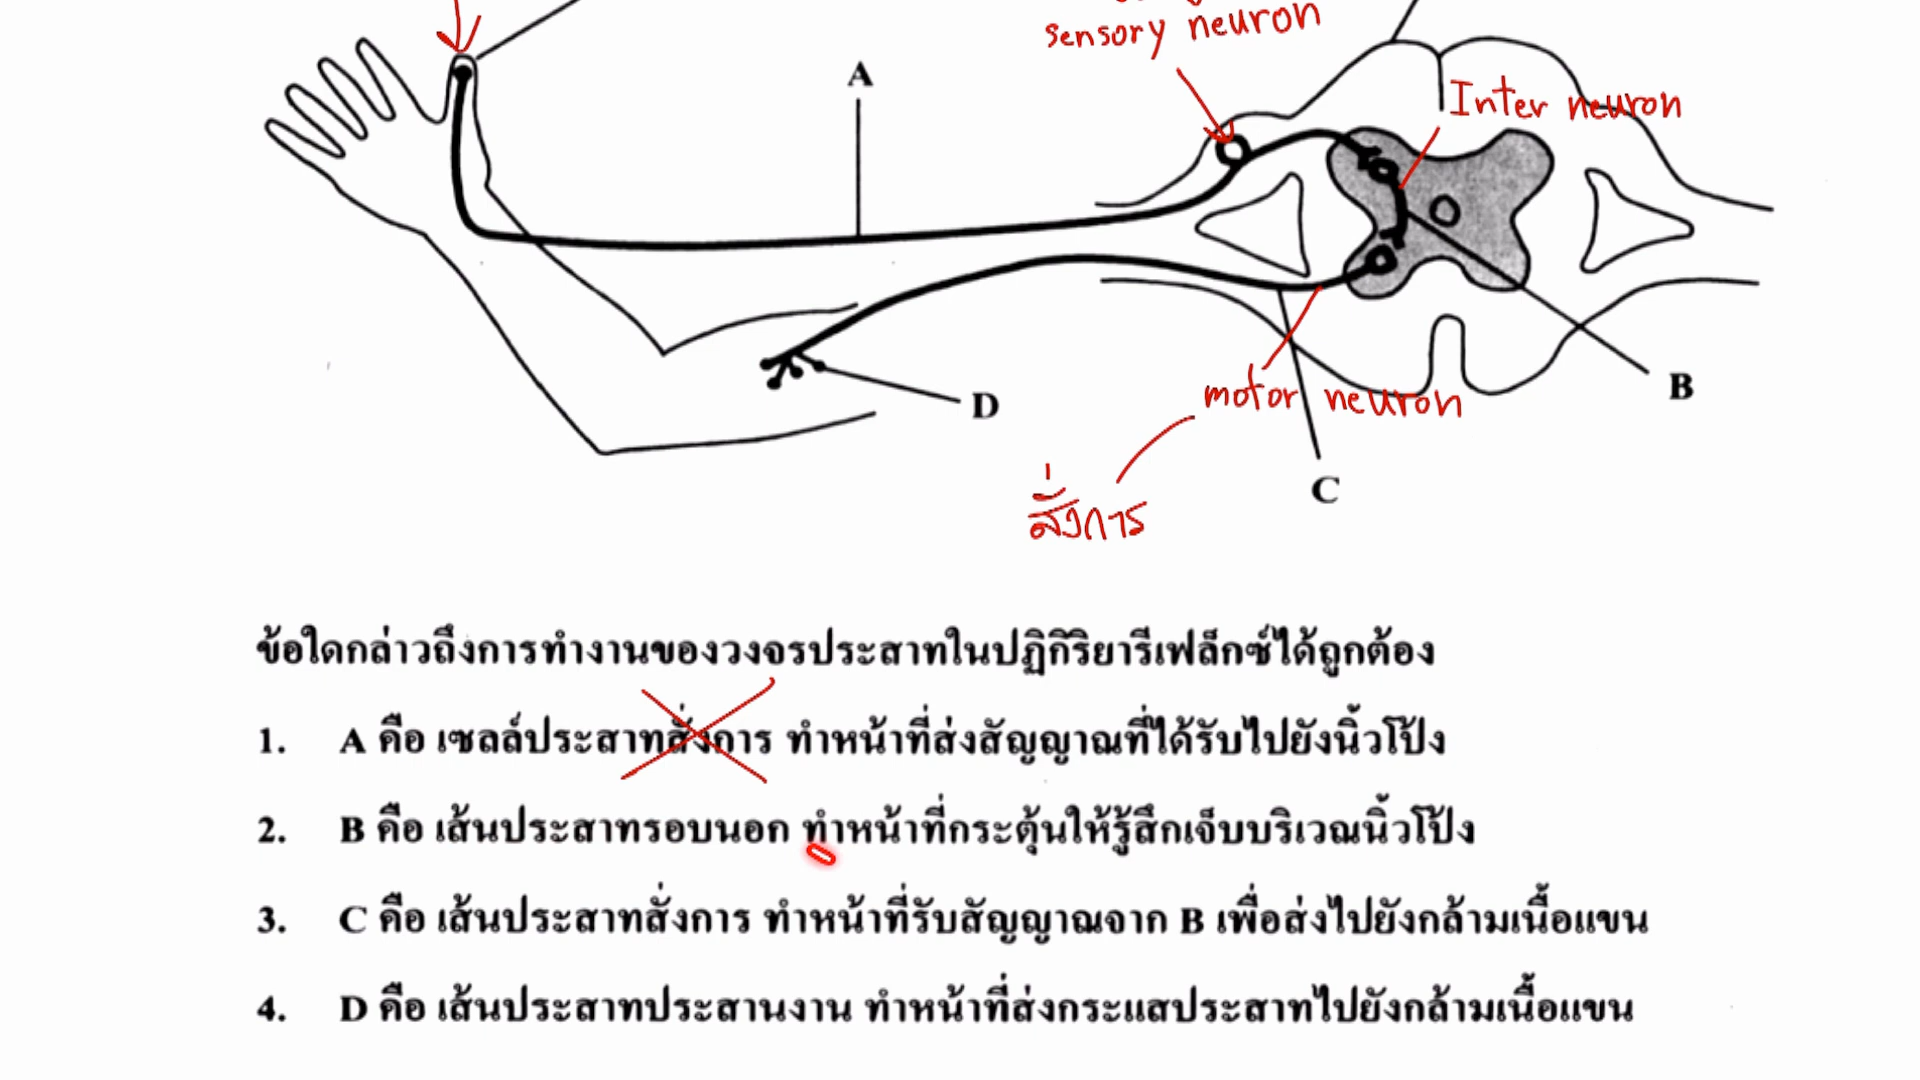 sensory neuron
A
Inter neuron
B
D
motor neuron
C
สั่งการ
ข้อใดกล่าวถึงการทำงานของวงจรประสาทในปฏิกิริยารีเฟล็กซ์ได้ถูกต้อง
1. A คือ เซลล์ประสาทสั่งการ ทำหน้าที่ส่งสัญญาณที่ได้รับไปยังนิ้วโป้ง
2. B คือ เส้นประสาทรอบนอก ทำหน้าที่กระตุ้นให้รู้สึกเจ็บบริเวณนิ้วโป้ง
3. C คือ เส้นประสาทสั่งการ ทำหน้าที่รับสัญญาณจาก B เพื่อส่งไปยังกล้ามเนื้อแขน
4. D คือ เส้นประสาทประสานงาน ทำหน้าที่ส่งกระแสประสาทไปยังกล้ามเนื้อแขน